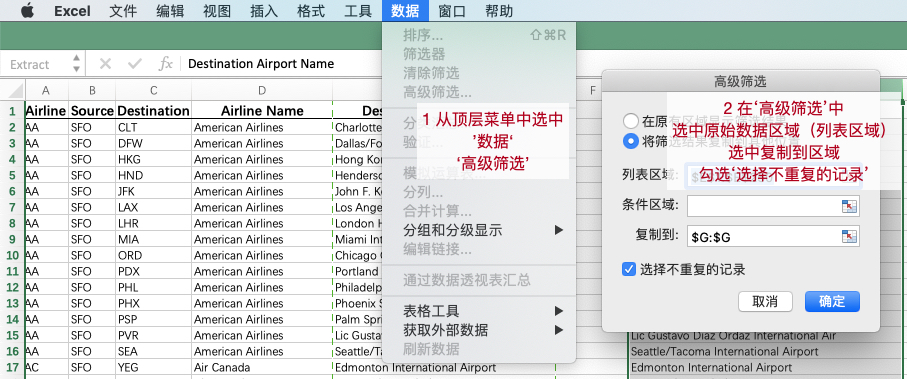 Excel 文件 编辑 视图 插入 格式 工具 数据 窗口 帮助
Extract fx Destination Airport Name
排序... ⇧⌘R
筛选器
清除筛选
高级筛选...
分组和分级显示
编辑链接...
分列...
合并计算...
通过数据透视表汇总
表格工具
获取外部数据
刷新数据
1 从顶层菜单中选中
’数据‘
‘高级筛选’
高级筛选
2 在‘高级筛选’中
选中原始数据区域（列表区域）
选中复制到区域
勾选‘选择不重复的记录’
列表区域:
条件区域:
复制到: $G:$G
选择不重复的记录
取消 确定
A B C D F
1 Airline Source Destination Airline Name
2 AA SFO CLT American Airlines Charlotte
3 AA SFO DFW American Airlines Dallas/Fo
4 AA SFO HKG American Airlines Hong Kon
5 AA SFO HND American Airlines Henders
6 AA SFO JFK American Airlines John F. K
7 AA SFO LAX American Airlines Los Ange
8 AA SFO LHR American Airlines London H
9 AA SFO MIA American Airlines Miami Int
10 AA SFO ORD American Airlines Chicago
11 AA SFO PDX American Airlines Portland
12 AA SFO PHL American Airlines Philadelp
13 AA SFO PHX American Airlines Phoenix S
14 AA SFO PSP American Airlines Palm Spri
15 AA SFO PVR American Airlines Lic Gusta Lic Gustavo Diaz Ordaz International Air
16 AA SFO SEA American Airlines Seattle/Ta Seattle/Tacoma International Airport
17 AC SFO YEG Air Canada Edmonton International Airport Edmonton International Airport